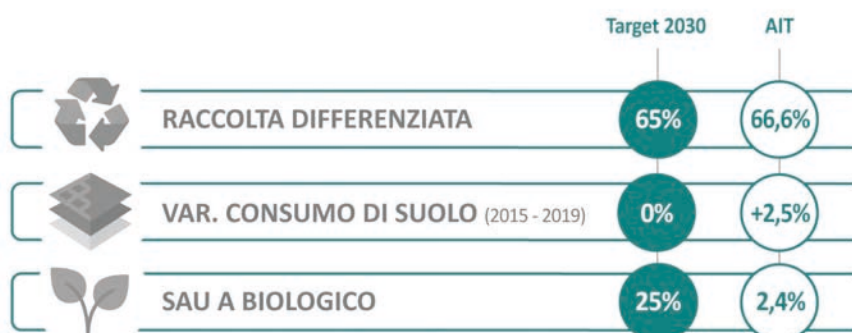 Target 2030 AIT
RACCOLTA DIFFERENZIATA 65% 66,6%
VAR. CONSUMO DI SUOLO (2015 - 2019) 0% +2,5%
SAU A BIOLOGICO 25% 2,4%